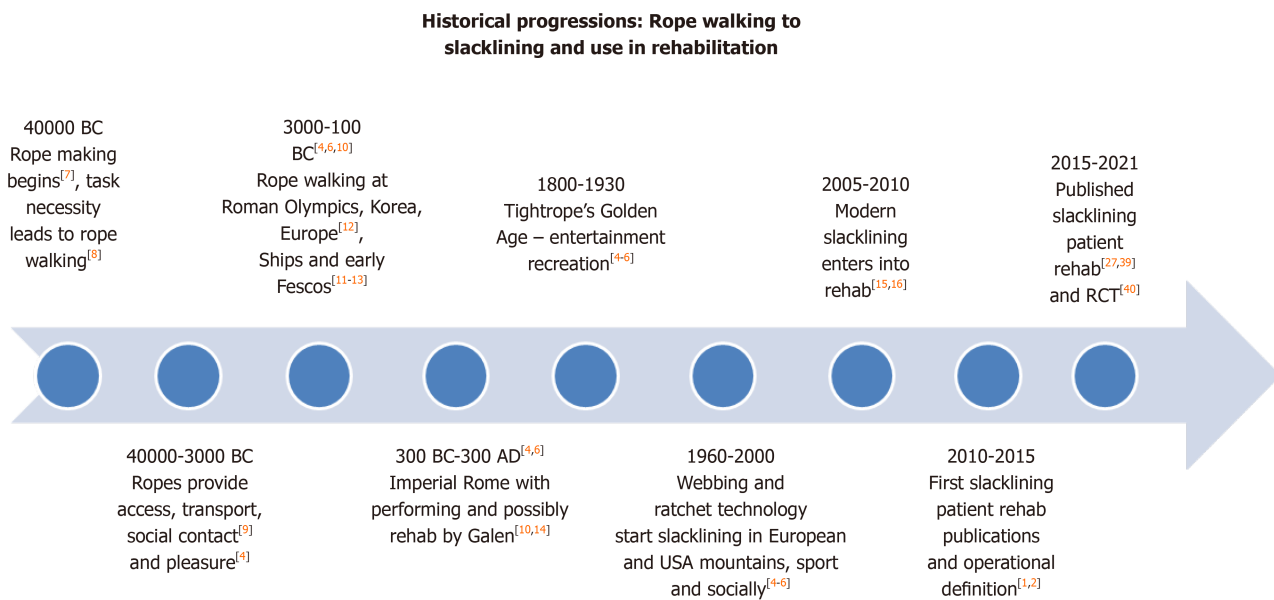 Historical progressions: Rope walking to
slacklining and use in rehabilitation
40000 BC
Rope making
begins[7], task
necessity
leads to rope
walking[8]
3000-100
BC[4,6,10]
Rope walking at
Roman Olympics, Korea,
Europe[12],
Ships and early
Fescos[11-13]
1800-1930
Tightrope's Golden
Age – entertainment
recreation[4-6]
2005-2010
Modern
slacklining
enters into
rehab[15,16]
2015-2021
Published
slacklining
patient
rehab[27,39]
and RCT[40]
40000-3000 BC
Ropes provide
access, transport,
social contact[9]
and pleasure[4]
300 BC-300 AD[4,6]
Imperial Rome with
performing and possibly
rehab by Galen[10,14]
1960-2000
Webbing and
ratchet technology
start slacklining in European
and USA mountains, sport
and socially[4-6]
2010-2015
First slacklining
patient rehab
publications
and operational
definition[1,2]